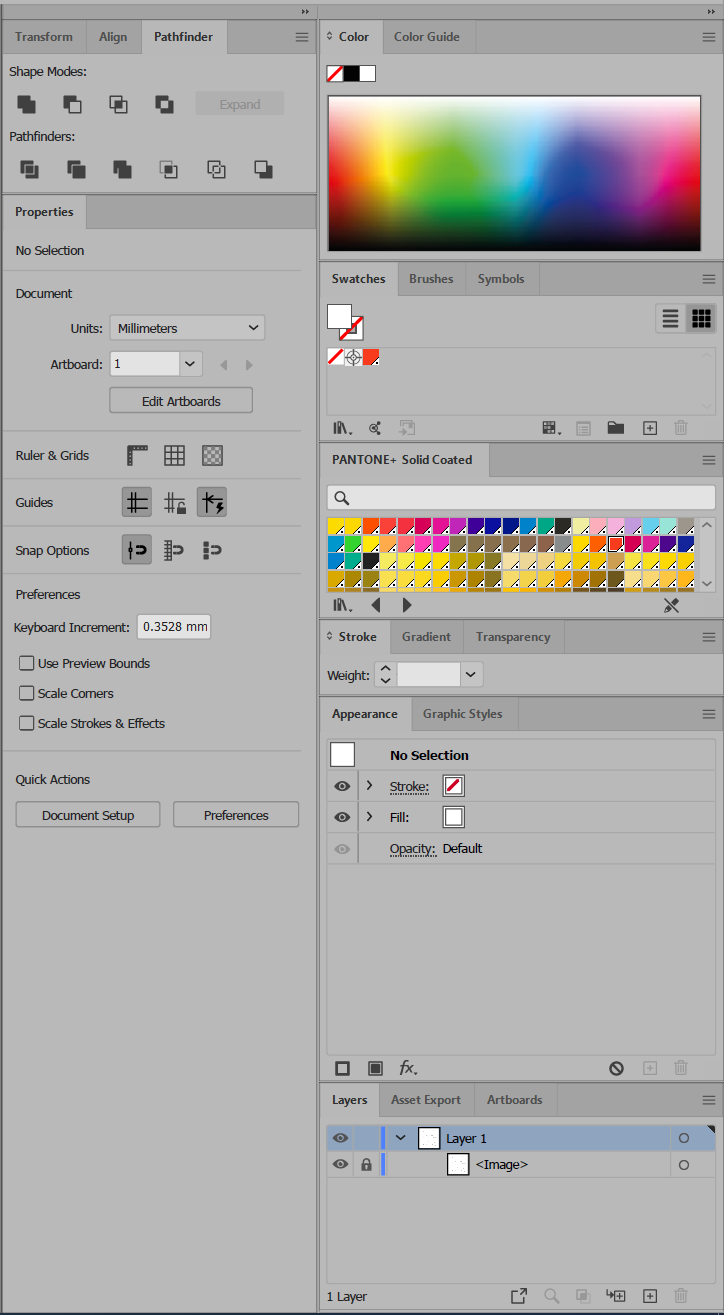 Transform Align Pathfinder
Shape Modes:
Expand
Pathfinders:
Properties
No Selection
Document
Units: Millimeters
Artboard: 1
Edit Artboards
Ruler & Grids
Guides
Snap Options
Preferences
Keyboard Increment: 0.3528 mm
Use Preview Bounds
Scale Corners
Scale Strokes & Effects
Quick Actions
Document Setup Preferences
Color Color Guide
Swatches Brushes Symbols
PANTONE+ Solid Coated
Stroke Gradient Transparency
Weight:
Appearance Graphic Styles
No Selection
Stroke:
Fill:
Opacity: Default
fx.
Layers Asset Export Artboards
Layer 1
<Image>
1 Layer